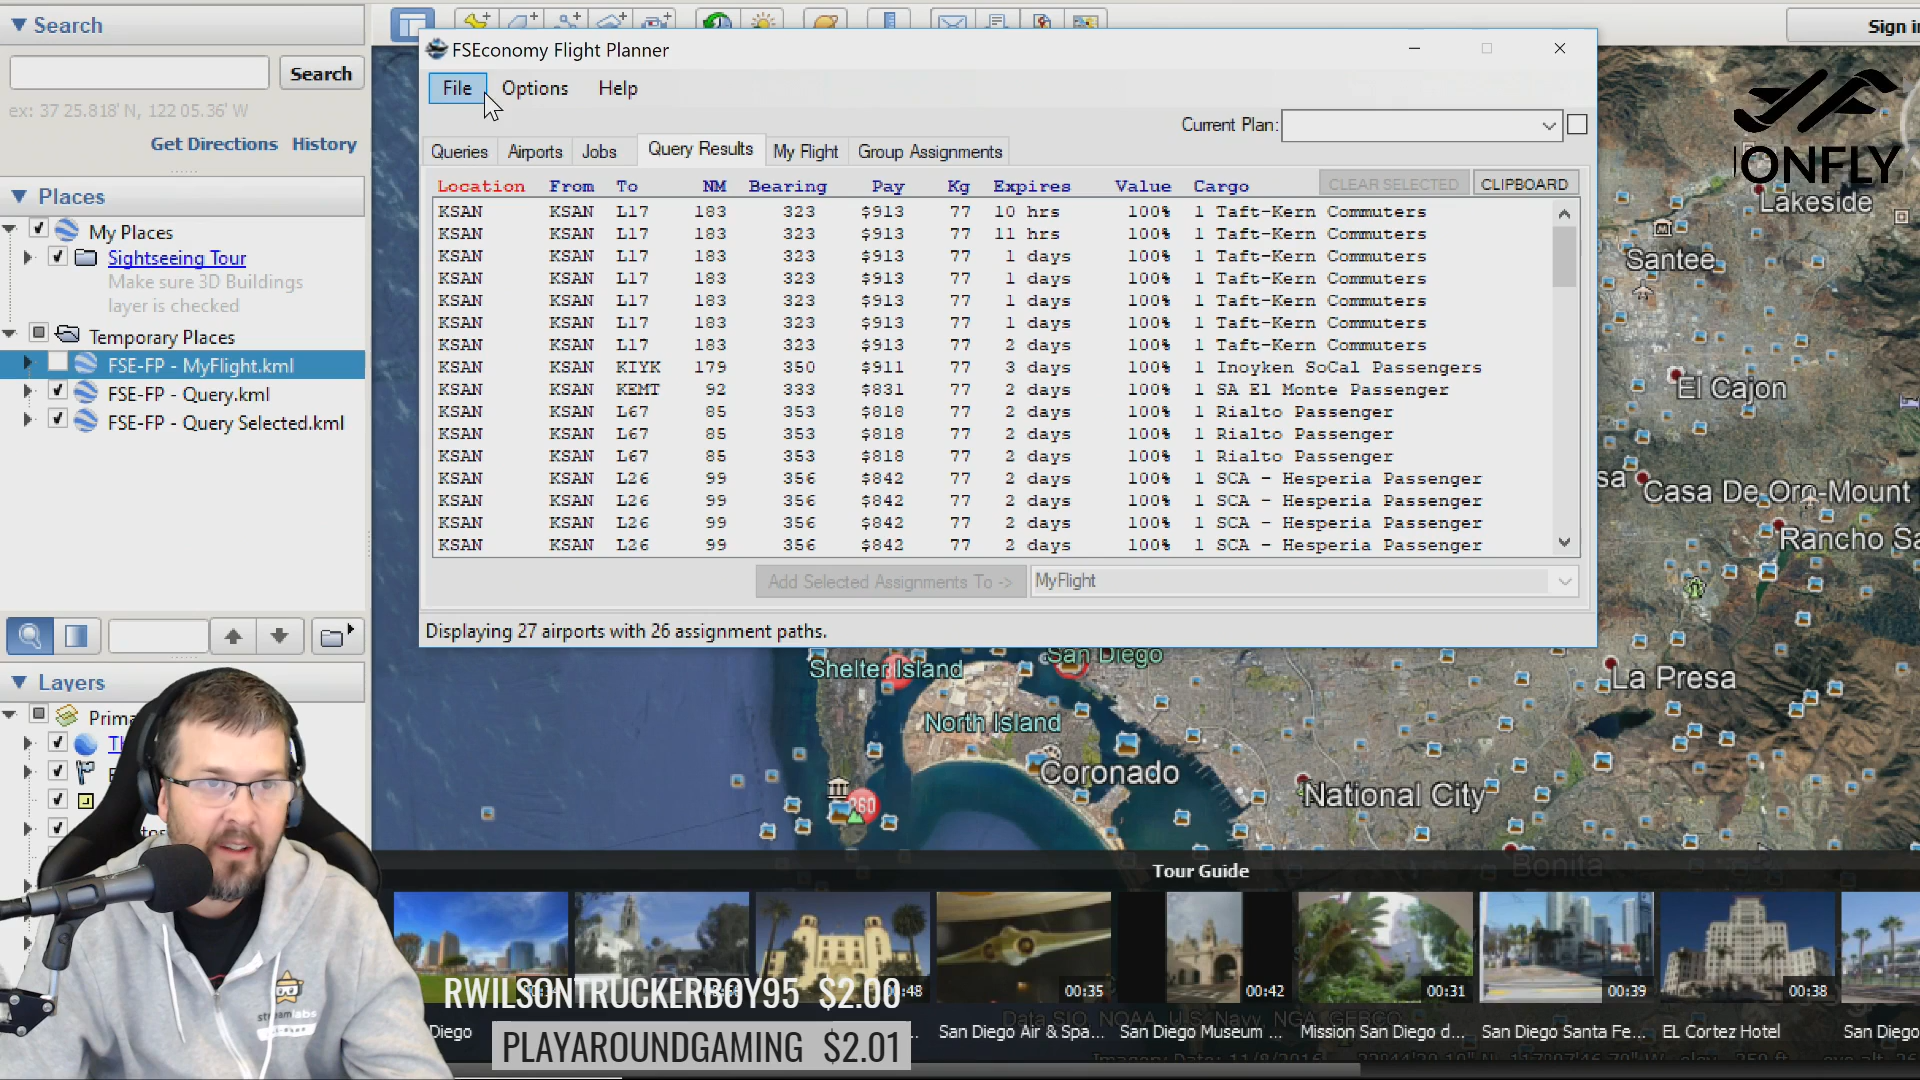 Search
Search
ex: 37 25.818' N, 122 05.36' W
Get Directions History
Places
My Places
Sightseeing Tour
Make sure 3D Buildings
layer is checked
Temporary Places
FSE-FP - MyFlight.kml
FSE-FP - Query.kml
FSE-FP - Query Selected.kml
Layers
FSEconomy Flight Planner
File Options Help
Current Plan:
Queries Airports Jobs Query Results My Flight Group Assignments
Location From To NM Bearing Pay Kg Expires Value Cargo CLEAR SELECTED CLIPBOARD
KSAN KSAN L17 183 323 $913 77 10 hrs 100% 1 Taft-Kern Commuters
KSAN KSAN L17 183 323 $913 77 11 hrs 100% 1 Taft-Kern Commuters
KSAN KSAN L17 183 323 $913 77 1 days 100% 1 Taft-Kern Commuters
KSAN KSAN L17 183 323 $913 77 1 days 100% 1 Taft-Kern Commuters
KSAN KSAN L17 183 323 $913 77 1 days 100% 1 Taft-Kern Commuters
KSAN KSAN L17 183 323 $913 77 1 days 100% 1 Taft-Kern Commuters
KSAN KSAN L17 183 323 $913 77 2 days 100% 1 Taft-Kern Commuters
KSAN KSAN KIYK 179 350 $911 77 3 days 100% 1 Inoyken SoCal Passengers
KSAN KSAN KEMT 92 333 $831 77 2 days 100% 1 SA El Monte Passenger
KSAN KSAN L67 85 353 $818 77 2 days 100% 1 Rialto Passenger
KSAN KSAN L67 85 353 $818 77 2 days 100% 1 Rialto Passenger
KSAN KSAN L67 85 353 $818 77 2 days 100% 1 Rialto Passenger
KSAN KSAN L26 99 356 $842 77 2 days 100% 1 SCA - Hesperia Passenger
KSAN KSAN L26 99 356 $842 77 2 days 100% 1 SCA - Hesperia Passenger
KSAN KSAN L26 99 356 $842 77 2 days 100% 1 SCA - Hesperia Passenger
KSAN KSAN L26 99 356 $842 77 2 days 100% 1 SCA - Hesperia Passenger
Add Selected Assignments To -> MyFlight
Displaying 27 airports with 26 assignment paths.
Sign in
ONFLY
Lakeside
Santee
El Cajon
Casa De Oro-Mount
Rancho Sa
La Presa
San Diego
Shelter Island
North Island
Coronado
National City
260
Bonita
Tour Guide
:48 00:35 00:42 00:31 00:39 00:38
Diego San Diego Air & Spa... San Diego Museum ... Mission San Diego d... San Diego Santa Fe... EL Cortez Hotel San Diego
Data SIO, NOAA, U.S. Navy, NGA, GEBCO
streamlabs
RWILSONTRUCKERBOY95 $2.00
PLAYAROUNDGAMING $2.01